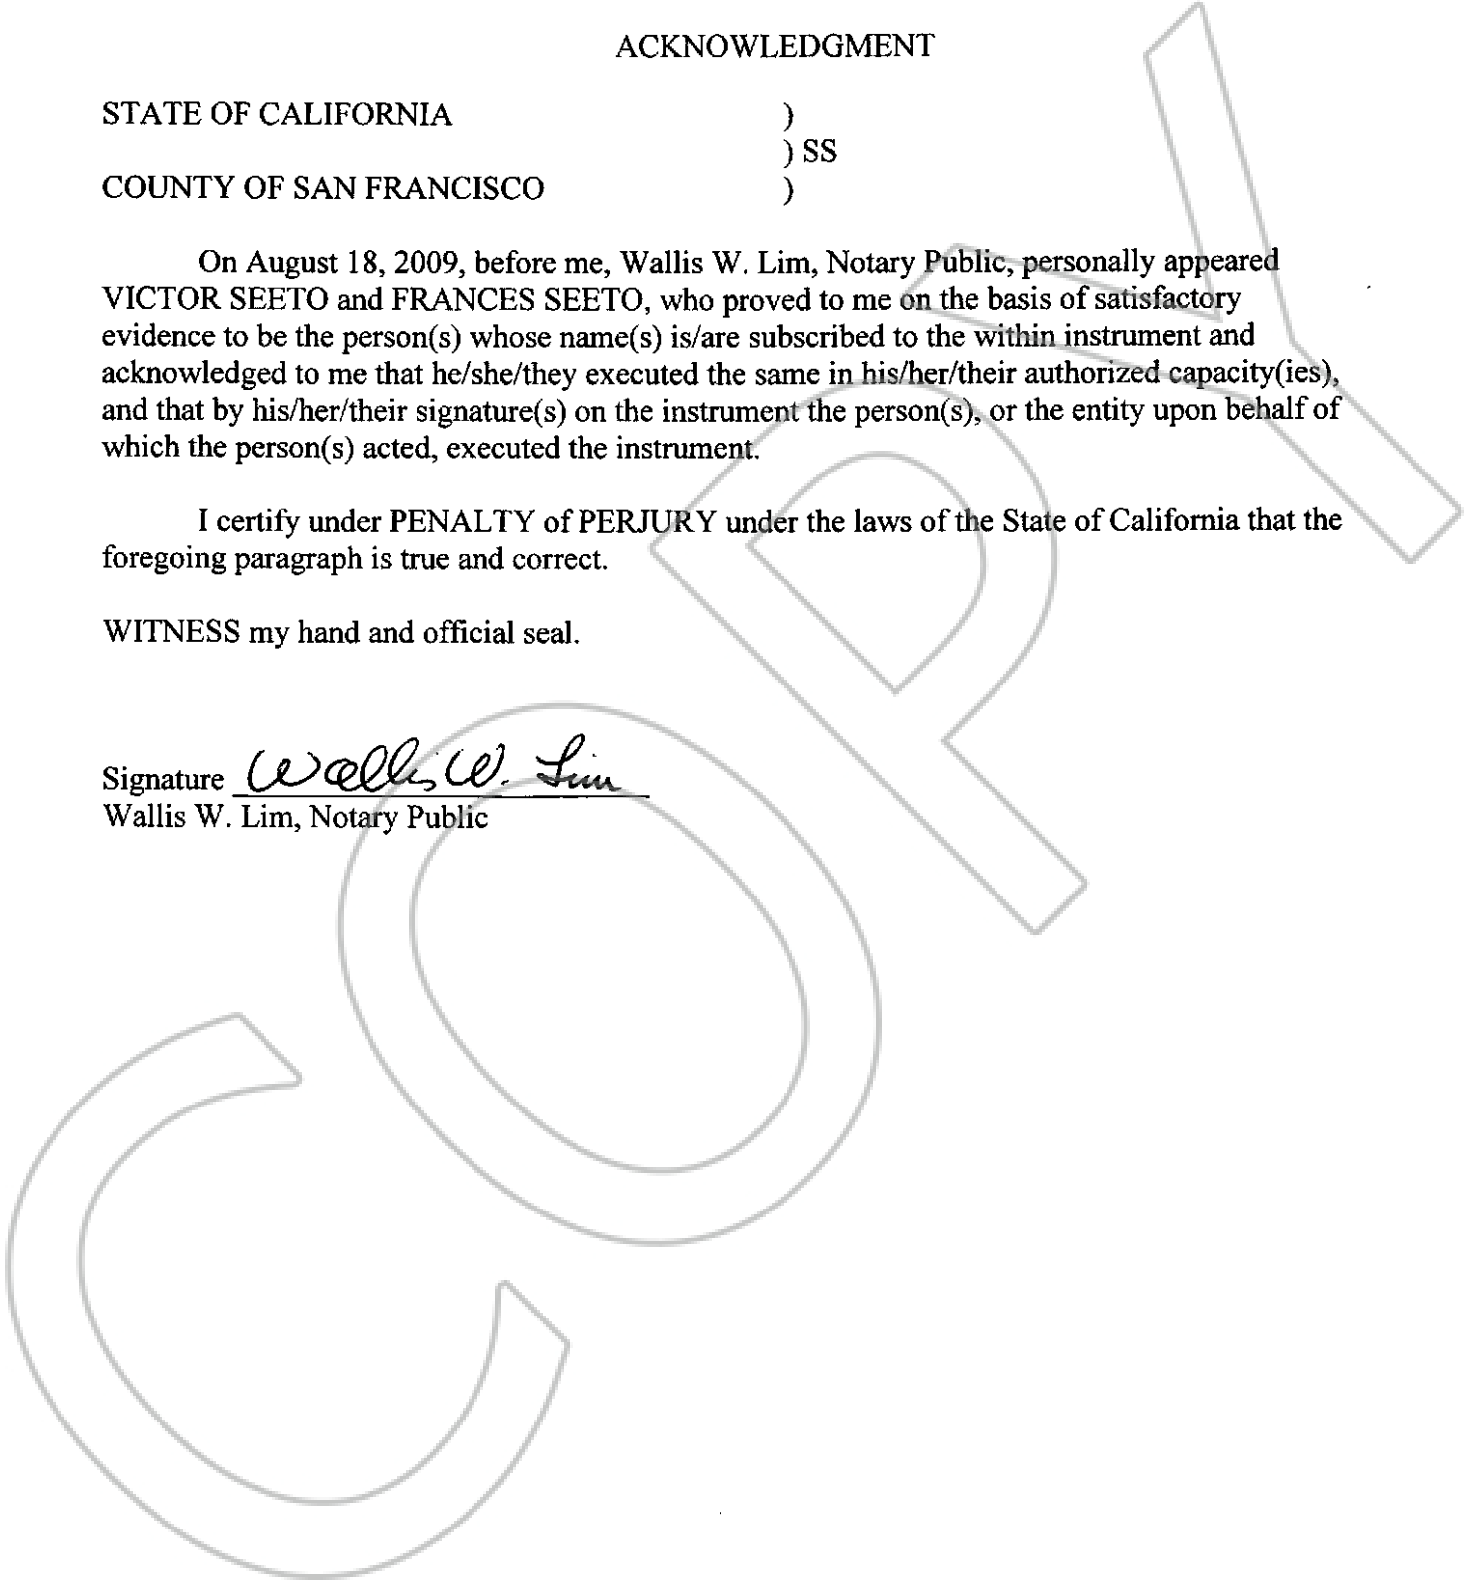 ACKNOWLEDGMENT
STATE OF CALIFORNIA )
) SS
COUNTY OF SAN FRANCISCO )
On August 18, 2009, before me, Wallis W. Lim, Notary Public, personally appeared
VICTOR SEETO and FRANCES SEETO, who proved to me on the basis of satisfactory
evidence to be the person(s) whose name(s) is/are subscribed to the within instrument and
acknowledged to me that he/she/they executed the same in his/her/their authorized capacity(ies),
and that by his/her/their signature(s) on the instrument the person(s), or the entity upon behalf of
which the person(s) acted, executed the instrument.
I certify under PENALTY of PERJURY under the laws of the State of California that the
foregoing paragraph is true and correct.
WITNESS my hand and official seal.
Signature Wallis W. Lim
Wallis W. Lim, Notary Public
COPY